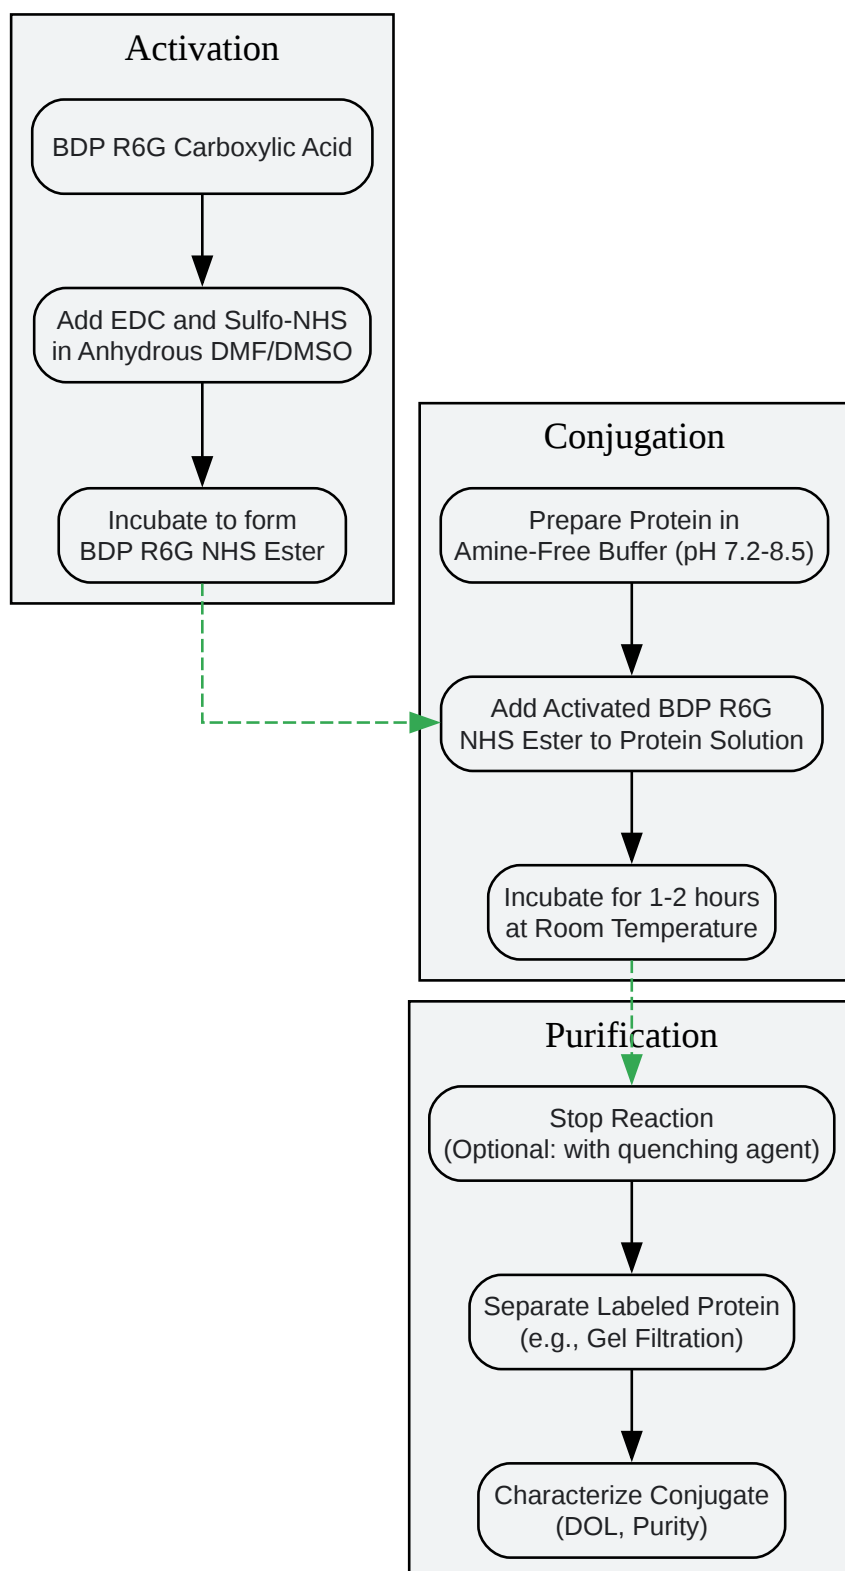 Activation
BDP R6G Carboxylic Acid
Add EDC and Sulfo-NHS
in Anhydrous DMF/DMSO
Incubate to form
BDP R6G NHS Ester
Conjugation
Prepare Protein in
Amine-Free Buffer (pH 7.2-8.5)
Add Activated BDP R6G
NHS Ester to Protein Solution
Incubate for 1-2 hours
at Room Temperature
Purification
Stop Reaction
(Optional: with quenching agent)
Separate Labeled Protein
(e.g., Gel Filtration)
Characterize Conjugate
(DOL, Purity)